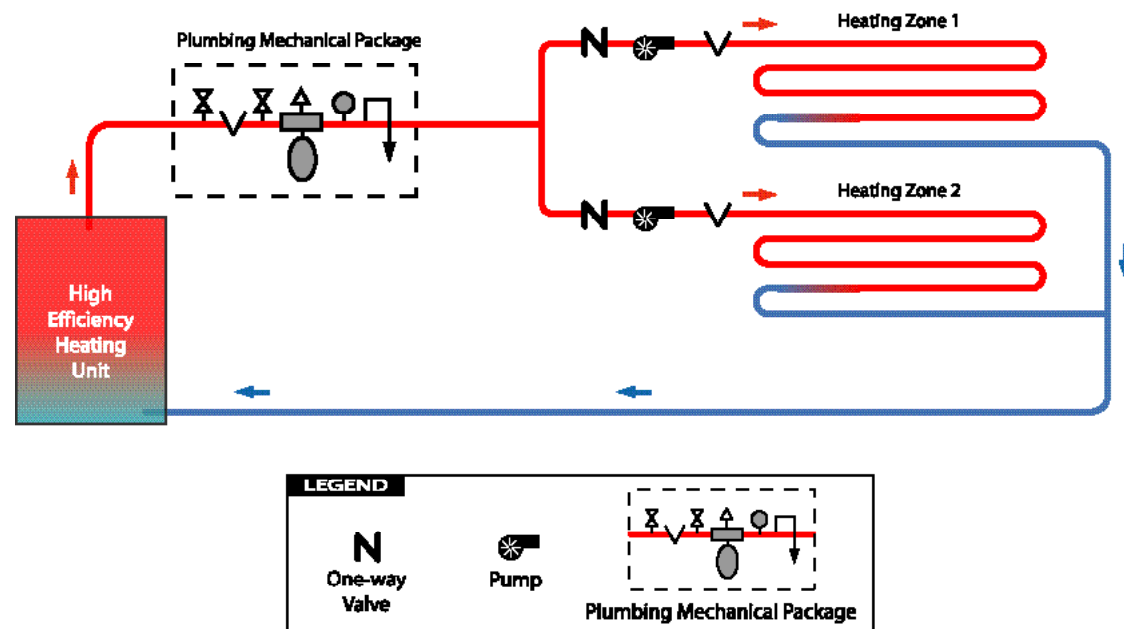 Plumbing Mechanical Package
Heating Zone 1
Heating Zone 2
High
Efficiency
Heating
Unit
LEGEND
N
One-way
Valve
Pump
Plumbing Mechanical Package